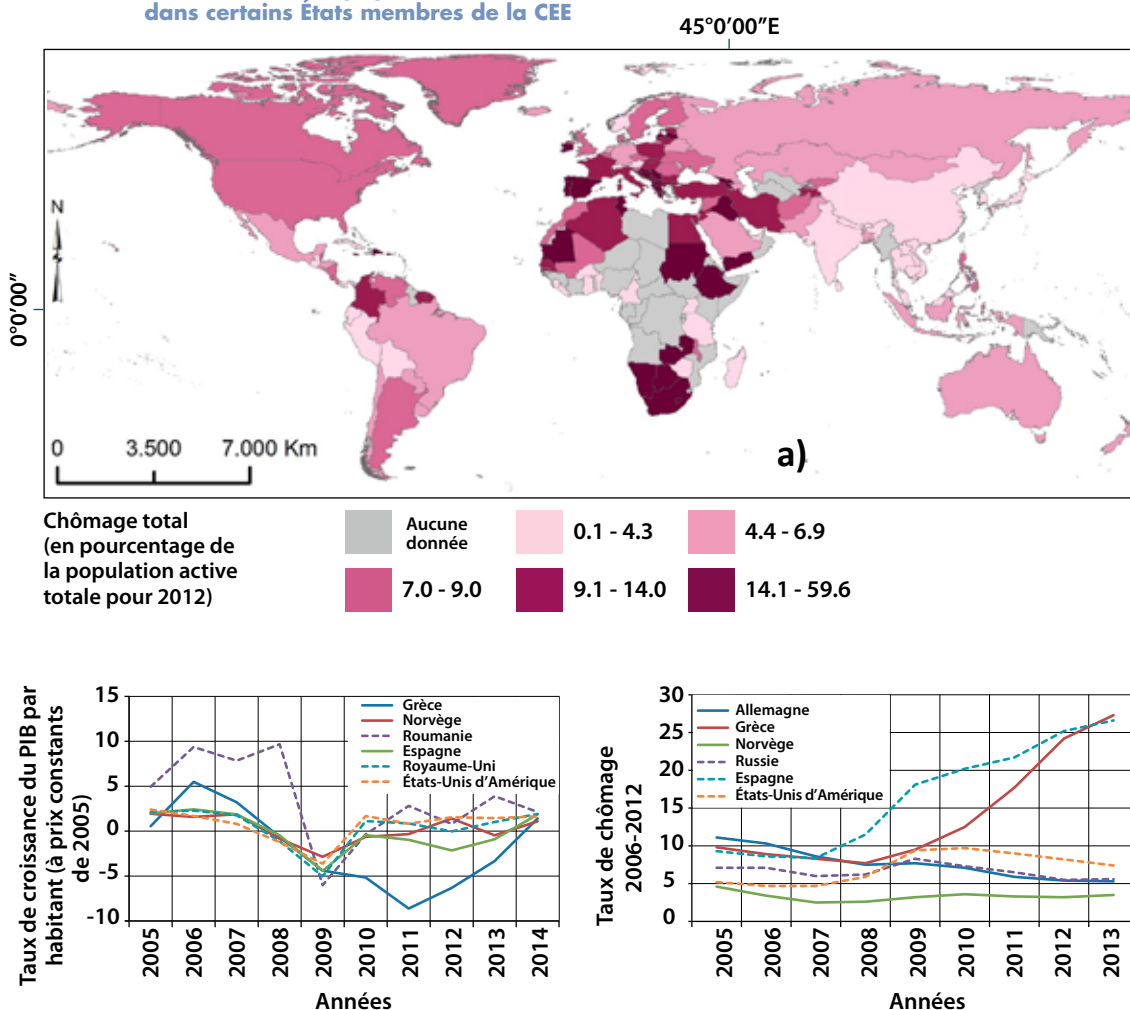 dans certains États membres de la CEE
45°0′00″E
N
0°0′00″
0 3.500 7.000 Km
a)
Chômage total
(en pourcentage de
la population active
totale pour 2012)
Aucune
donnée
0.1 - 4.3
4.4 - 6.9
7.0 - 9.0
9.1 - 14.0
14.1 - 59.6
Taux de croissance du PIB par
habitant (à prix constants
de 2005)
15
10
5
0
-5
-10
Grèce
Norvège
Roumanie
Espagne
Royaume-Uni
États-Unis d’Amérique
2005 2006 2007 2008 2009 2010 2011 2012 2013 2014
Années
Taux de chômage
2006-2012
30
25
20
15
10
5
0
Allemagne
Grèce
Norvège
Russie
Espagne
États-Unis d’Amérique
2005 2006 2007 2008 2009 2010 2011 2012 2013
Années